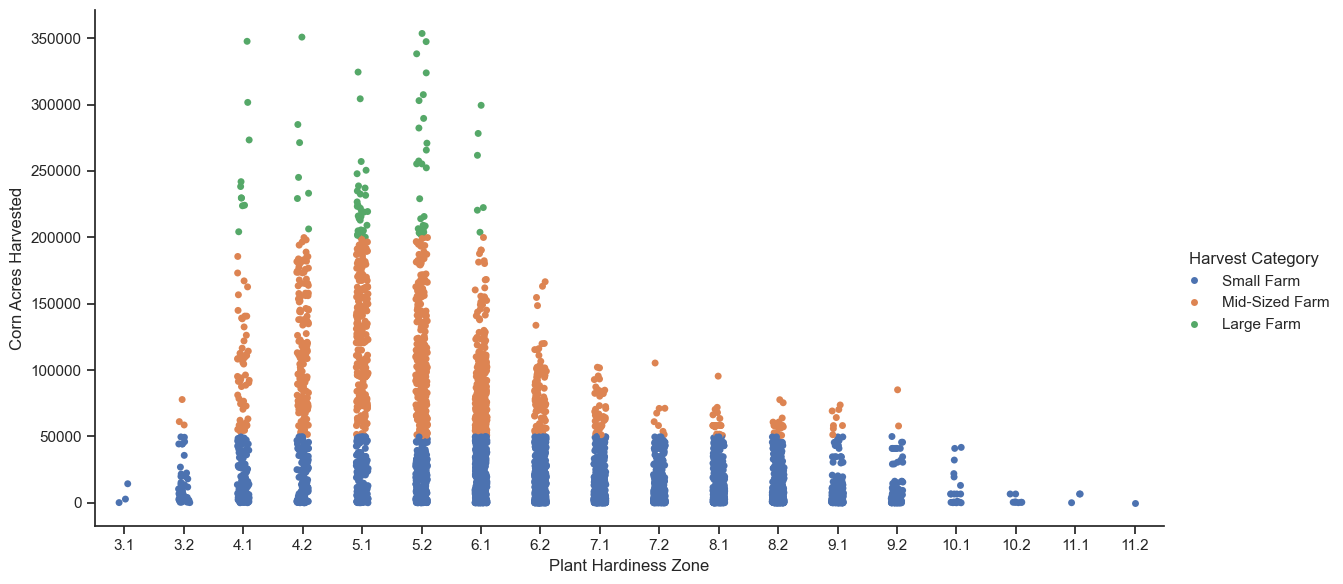 350000
300000
250000
200000
150000
100000
50000
0
Corn Acres Harvested
3.1 3.2 4.1 4.2 5.1 5.2 6.1 6.2 7.1 7.2 8.1 8.2 9.1 9.2 10.1 10.2 11.1 11.2
Plant Hardiness Zone
Harvest Category
Small Farm
Mid-Sized Farm
Large Farm